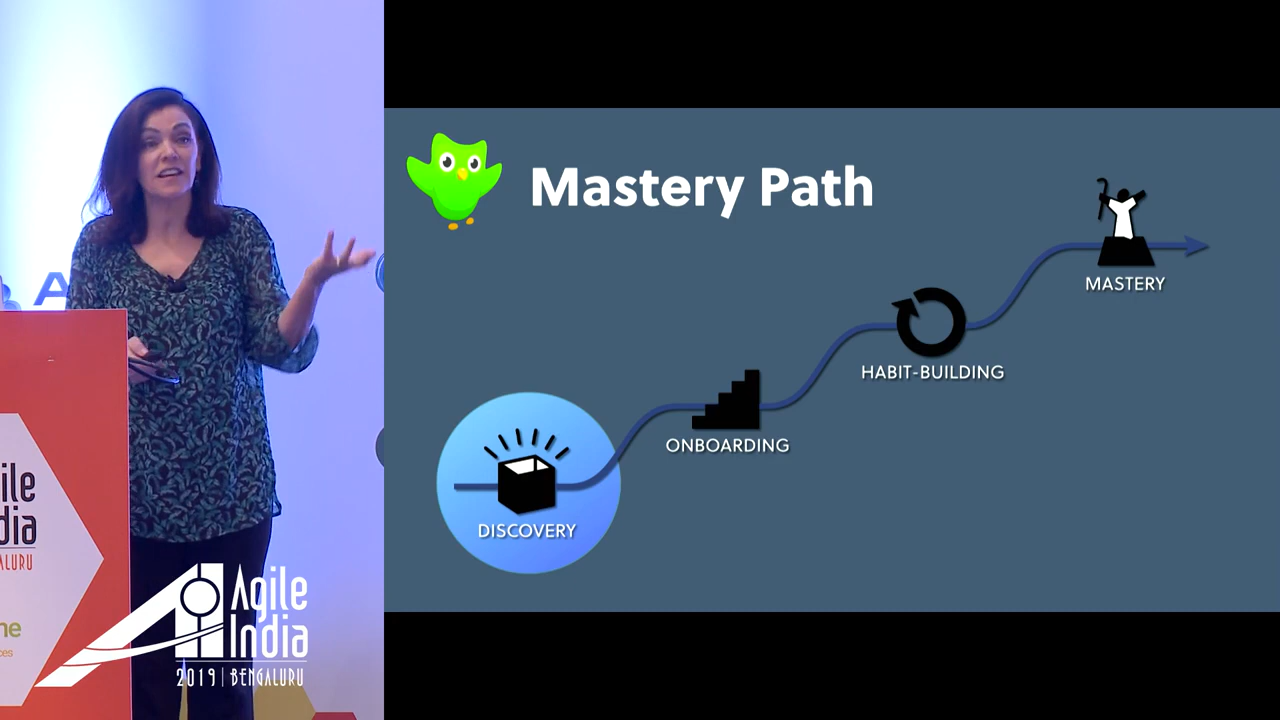 Mastery Path
MASTERY
HABIT-BUILDING
ONBOARDING
DISCOVERY
Agile
India
2019 | BENGALURU